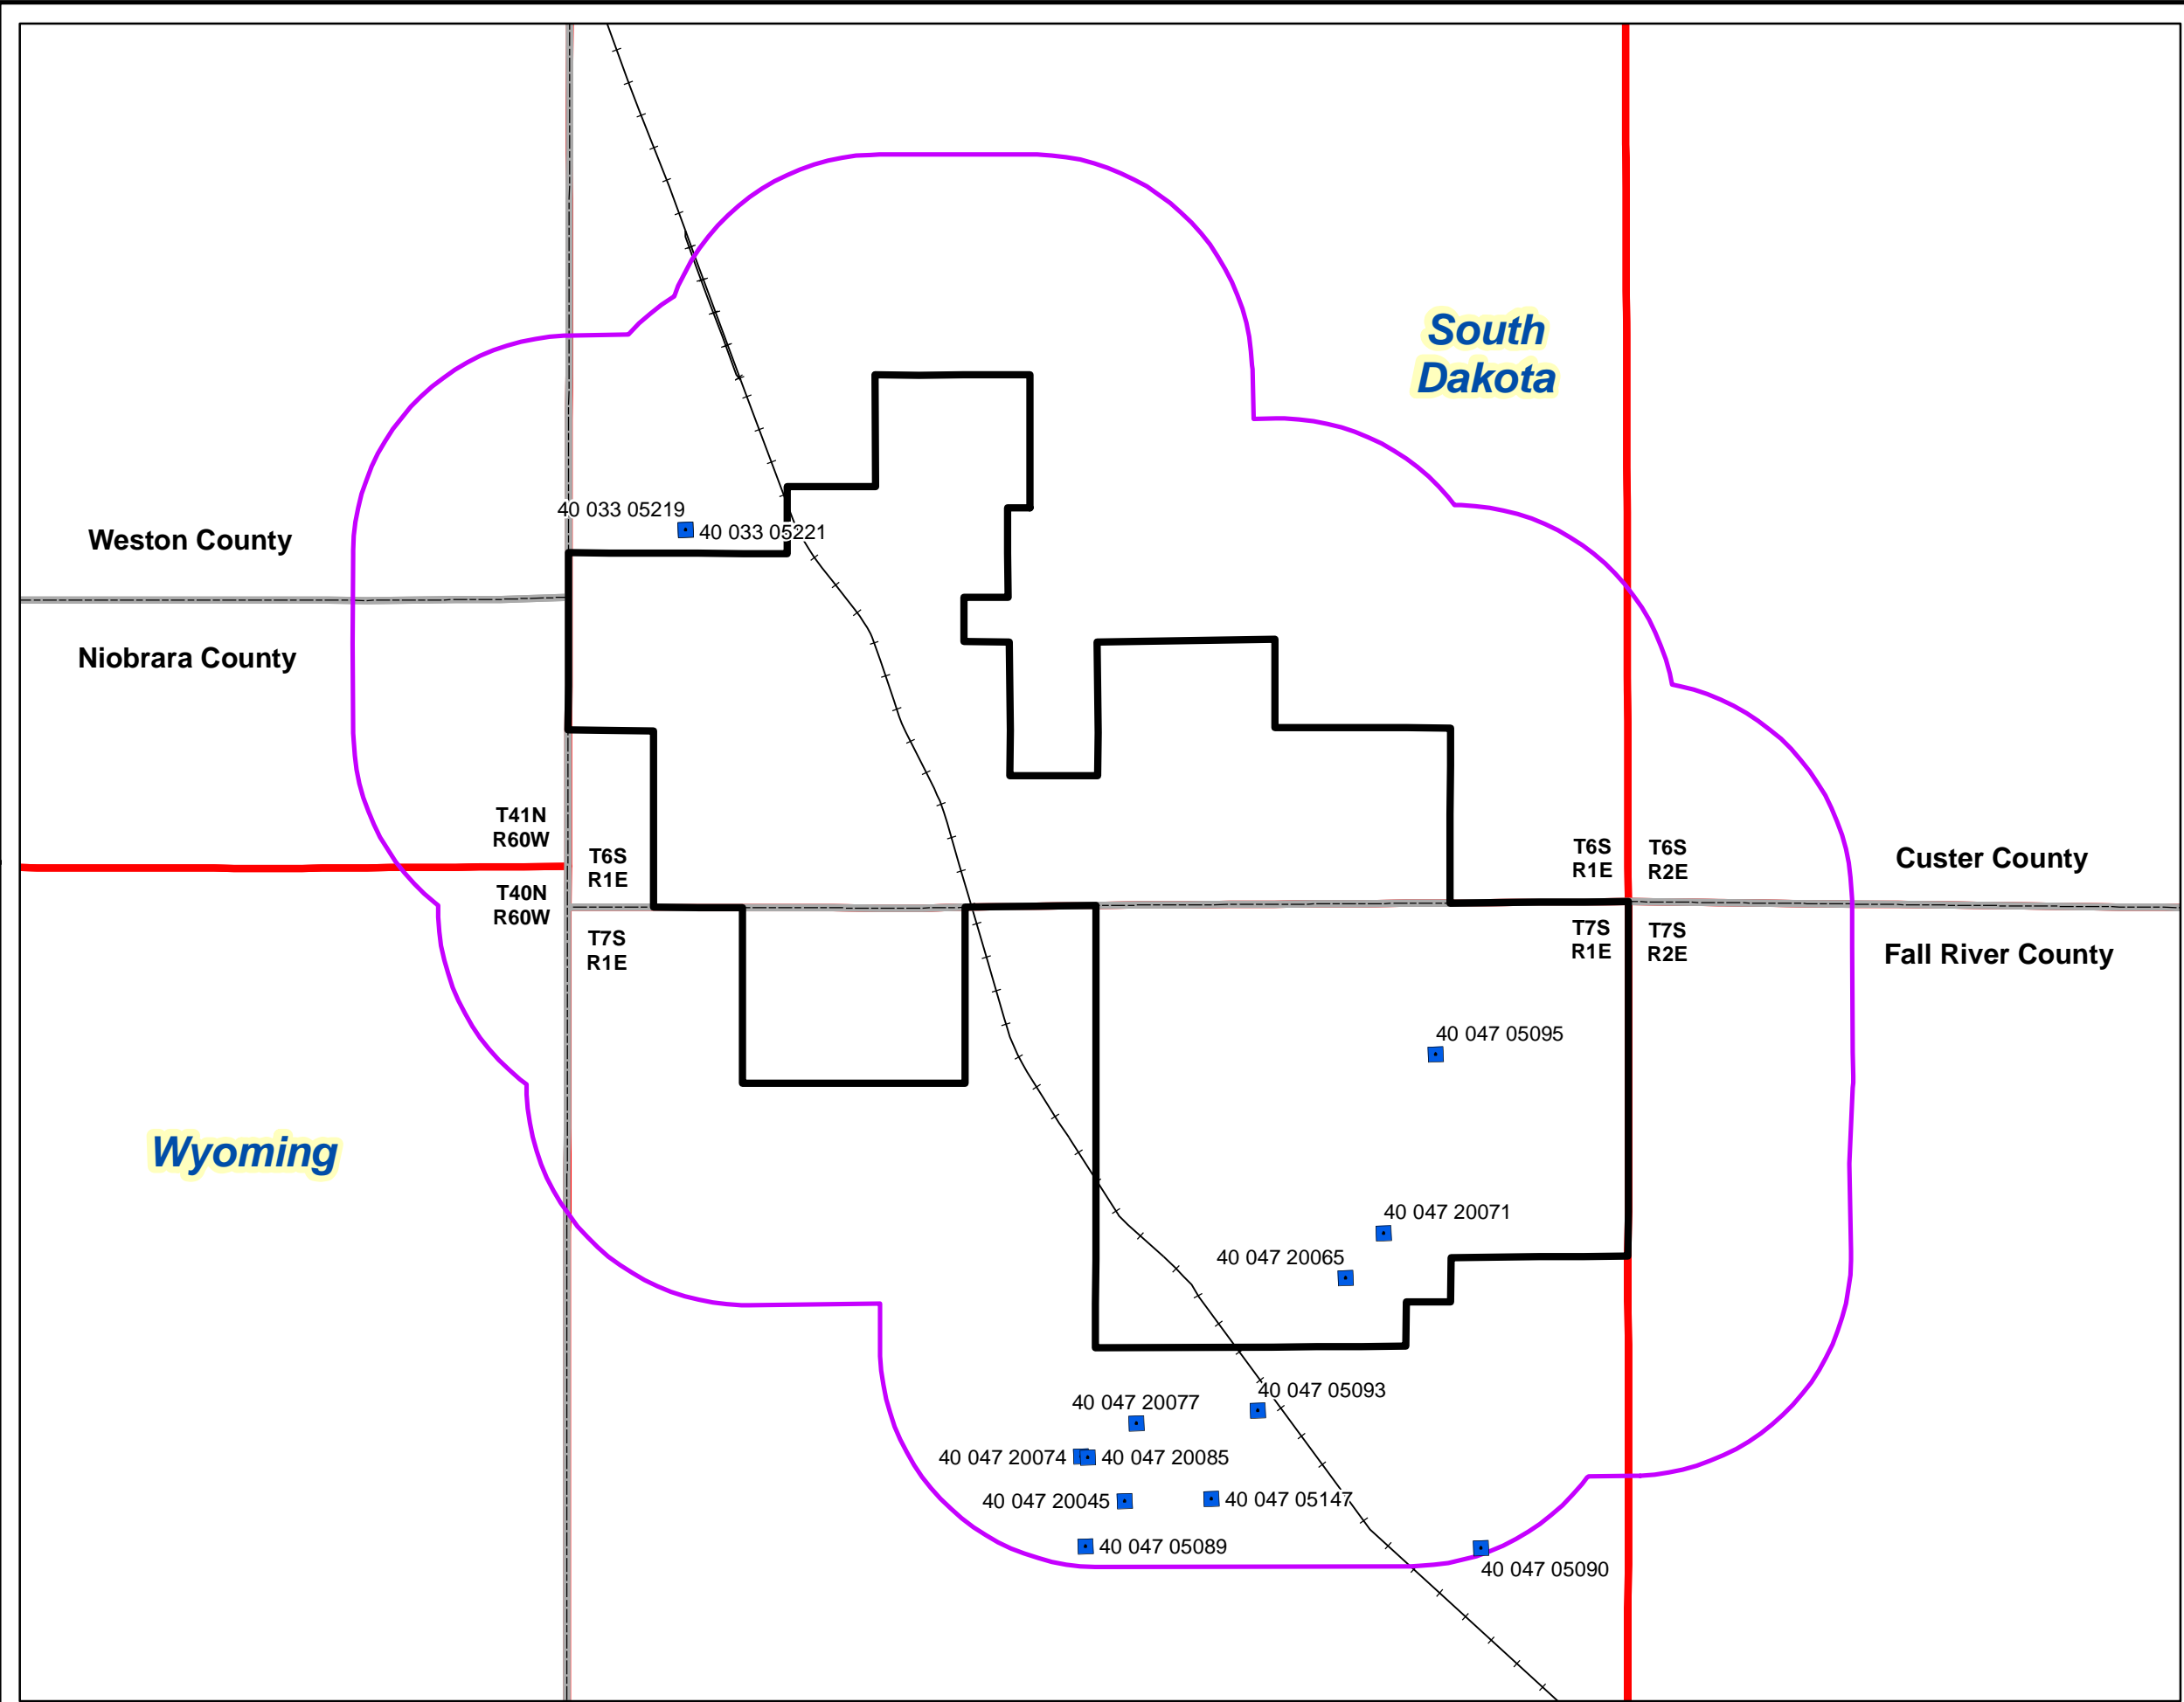 South
Dakota
40 033 05219
40 033 05221
Weston County
Niobrara County
T41N
R60W
T6S
R1E
T40N
R60W
T7S
R1E
T6S
R1E
T6S
R2E
T7S
R1E
T7S
R2E
Custer County
Fall River County
40 047 05095
Wyoming
40 047 20071
40 047 20065
40 047 05093
40 047 20077
40 047 20074
40 047 20085
40 047 20045
40 047 05147
40 047 05089
40 047 05090